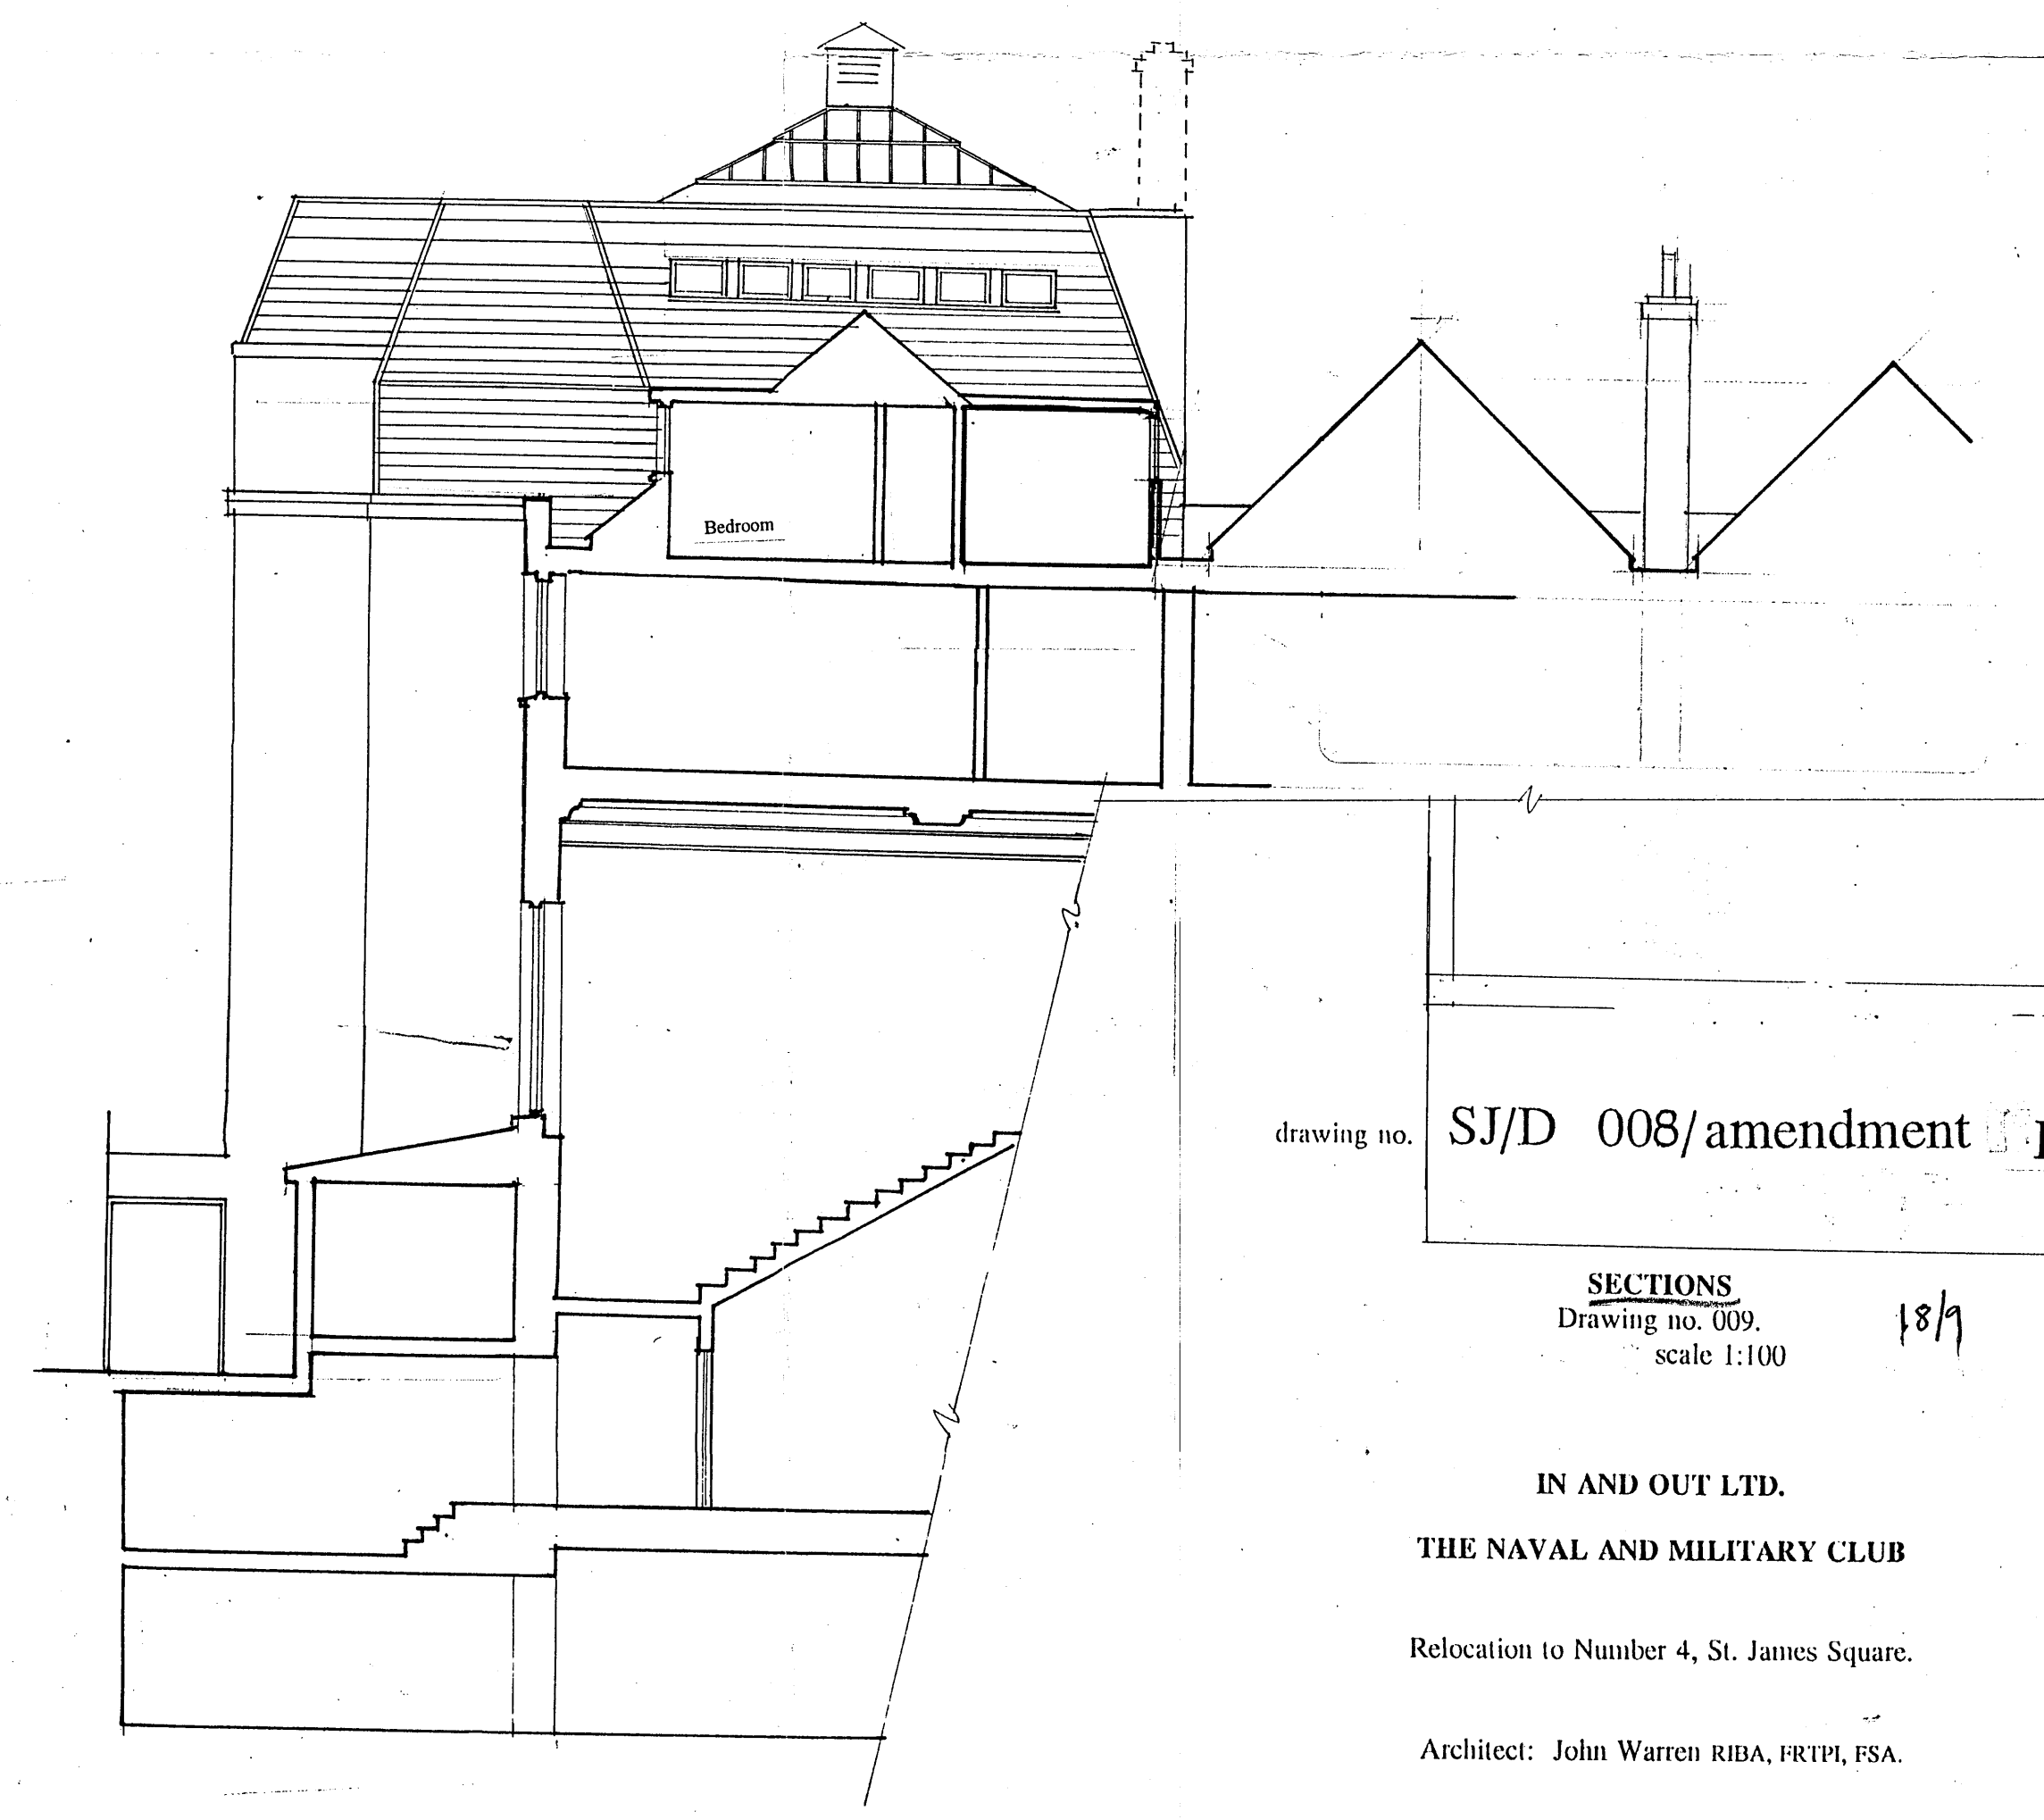 Bedroom
drawing no. SJ/D 008/amendment
SECTIONS
Drawing no. 009.
scale 1:100
18/9
IN AND OUT LTD.
THE NAVAL AND MILITARY CLUB
Relocation to Number 4, St. James Square.
Architect: John Warren RIBA, FRTPI, FSA.